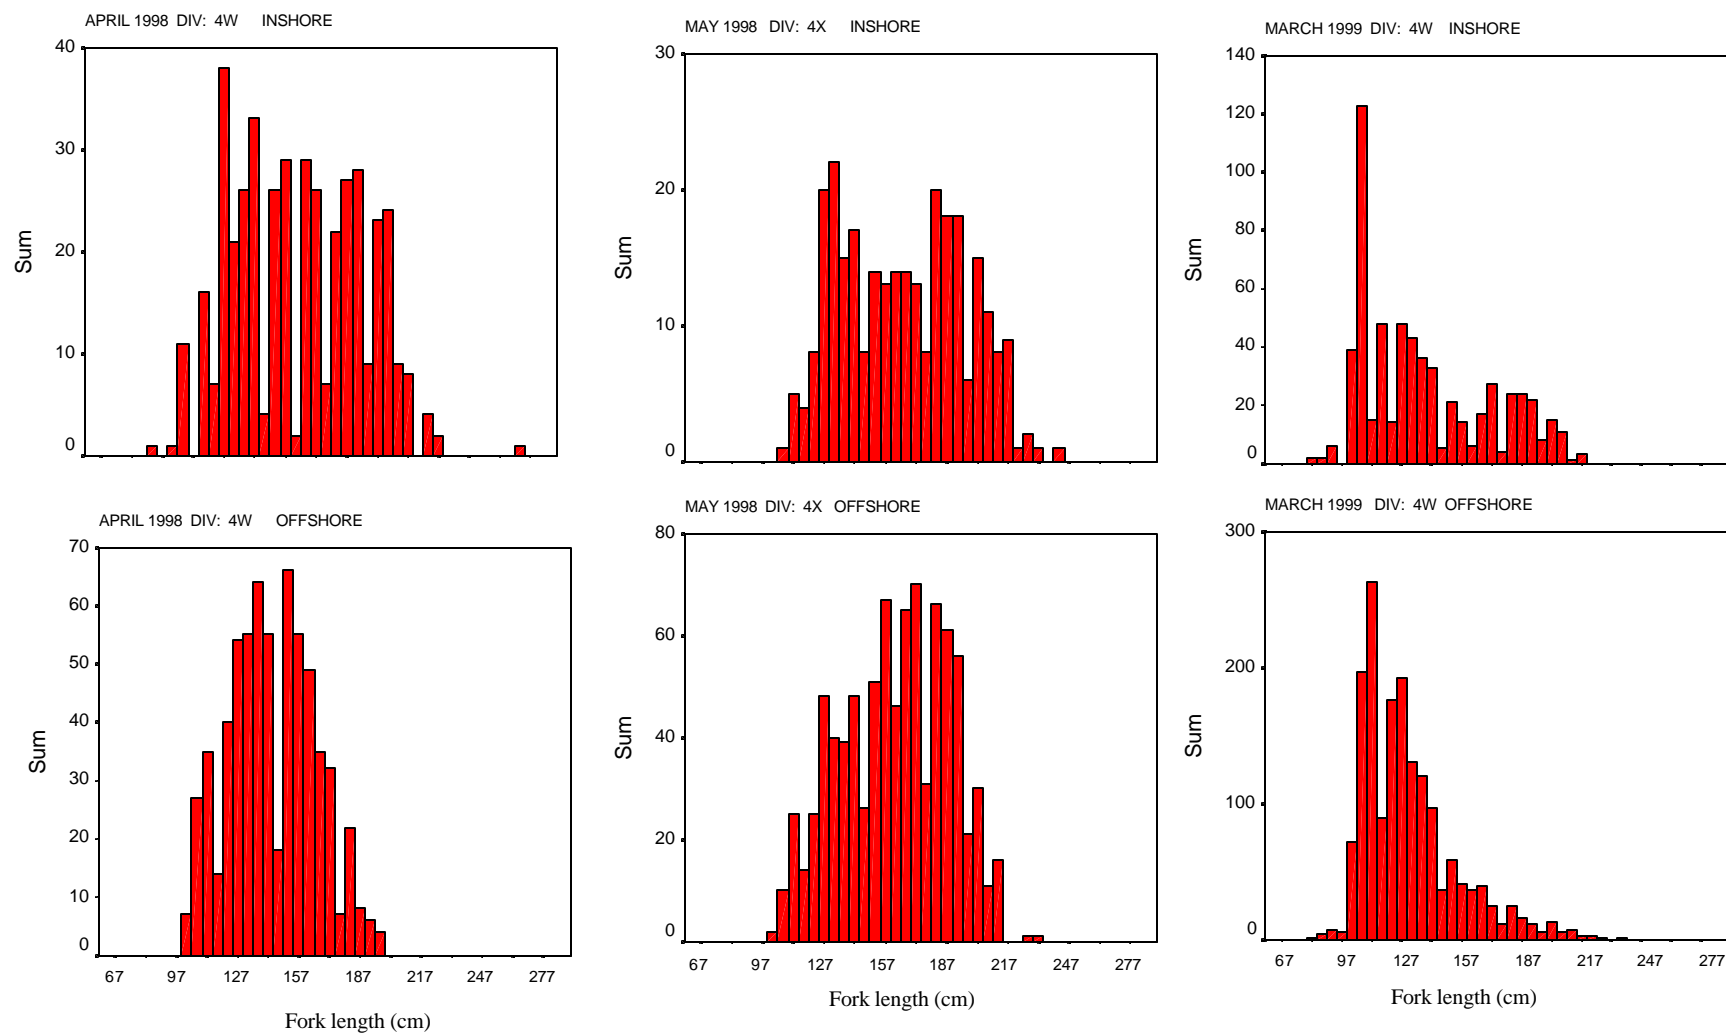 APRIL 1998 DIV: 4W INSHORE
40
30
20
10
0
Sum
MAY 1998 DIV: 4X INSHORE
30
20
10
0
Sum
MARCH 1999 DIV: 4W INSHORE
140
120
100
80
60
40
20
0
Sum
APRIL 1998 DIV: 4W OFFSHORE
70
60
50
40
30
20
10
0
Sum
67 97 127 157 187 217 247 277
Fork length (cm)
MAY 1998 DIV: 4X OFFSHORE
80
60
40
20
0
Sum
67 97 127 157 187 217 247 277
Fork length (cm)
MARCH 1999 DIV: 4W OFFSHORE
300
200
100
0
Sum
67 97 127 157 187 217 247 277
Fork length (cm)